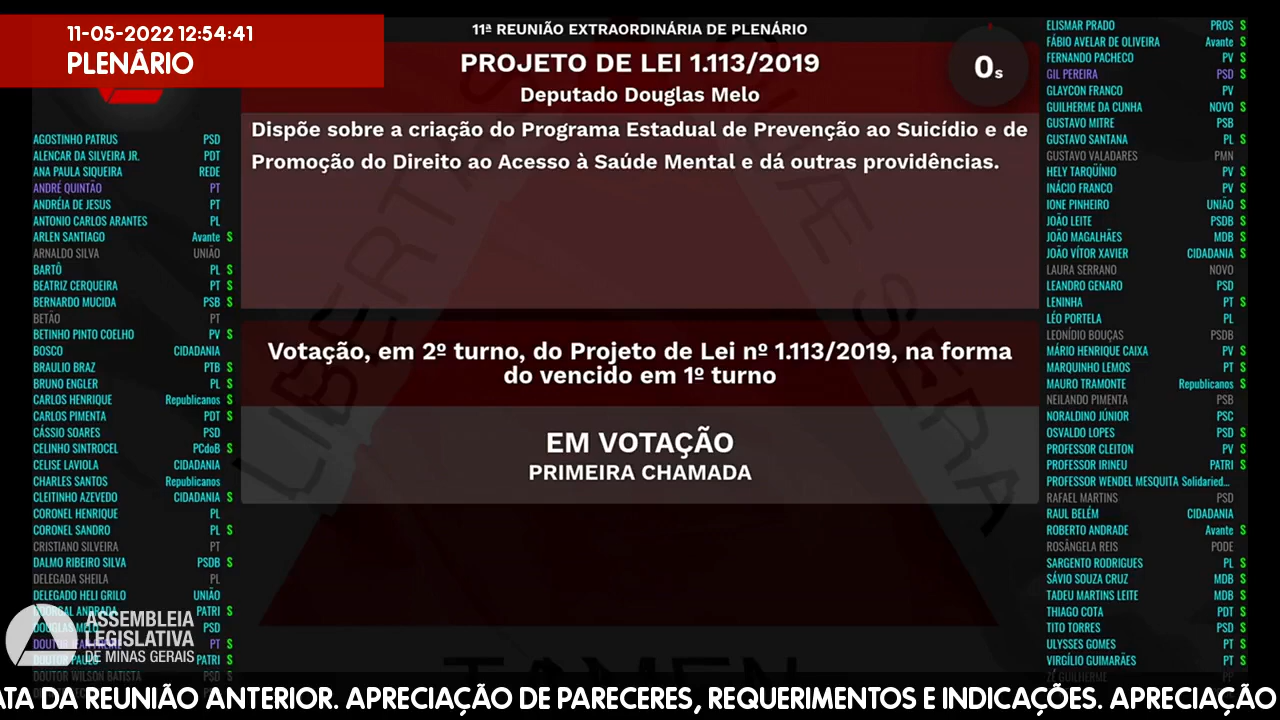 11-05-2022 12:54:41
PLENÁRIO
11ª REUNIÃO EXTRAORDINÁRIA DE PLENÁRIO
PROJETO DE LEI 1.113/2019
Deputado Douglas Melo
0s
Dispõe sobre a criação do Programa Estadual de Prevenção ao Suicídio e de
Promoção do Direito ao Acesso à Saúde Mental e dá outras providências.
Votação, em 2º turno, do Projeto de Lei nº 1.113/2019, na forma
do vencido em 1º turno
EM VOTAÇÃO
PRIMEIRA CHAMADA
AGOSTINHO PATRUS PSD
ALENCAR DA SILVEIRA JR. PDT
ANA PAULA SIQUEIRA REDE
ANDRÉ QUINTÃO PT
ANDRÉIA DE JESUS PT
ANTONIO CARLOS ARANTES PL
ARLEN SANTIAGO Avante S
ARNALDO SILVA UNIÃO
BARTÔ PL S
BEATRIZ CERQUEIRA PT S
BERNARDO MUCIDA PSB S
BETÃO PT
BETINHO PINTO COELHO PV S
BOSCO CIDADANIA
BRAULIO BRAZ PTB S
BRUNO ENGLER PL S
CARLOS HENRIQUE Republicanos S
CARLOS PIMENTA PDT S
CÁSSIO SOARES PSD
CELINHO SINTROCEL PCdoB S
CELISE LAVIOLA CIDADANIA
CHARLES SANTOS Republicanos
CLEITINHO AZEVEDO CIDADANIA S
CORONEL HENRIQUE PL
CORONEL SANDRO PL S
CRISTIANO SILVEIRA PT
DALMO RIBEIRO SILVA PSDB S
DELEGADA SHEILA PL
DELEGADO HELI GRILO UNIÃO
DOORGAL ANDRADA PATRI S
DOUGLAS MELO PSD
DOUTOR JEAN FREIRE PT S
DOUTOR PAULO PATRI S
DOUTOR WILSON BATISTA PSD
ELISMAR PRADO PROS S
FÁBIO AVELAR DE OLIVEIRA Avante S
FERNANDO PACHECO PV S
GIL PEREIRA PSD S
GLAYCON FRANCO PV
GUILHERME DA CUNHA NOVO S
GUSTAVO MITRE PSB
GUSTAVO SANTANA PL S
GUSTAVO VALADARES PMN
HELY TARQÜÍNIO PV S
INÁCIO FRANCO PV S
IONE PINHEIRO UNIÃO S
JOÃO LEITE PSDB S
JOÃO MAGALHÃES MDB S
JOÃO VÍTOR XAVIER CIDADANIA S
LAURA SERRANO NOVO
LEANDRO GENARO PSD
LENINHA PT S
LÉO PORTELA PL
LEONÍDIO BOUÇAS PSDB
MÁRIO HENRIQUE CAIXA PV S
MARQUINHO LEMOS PT S
MAURO TRAMONTE Republicanos S
NEILANDO PIMENTA PSB
NORALDINO JÚNIOR PSC
OSVALDO LOPES PSD S
PROFESSOR CLEITON PV S
PROFESSOR IRINEU PATRI S
PROFESSOR WENDEL MESQUITA Solidaried...
RAFAEL MARTINS PSD
RAUL BELÉM CIDADANIA
ROBERTO ANDRADE Avante S
ROSÂNGELA REIS PODE
SARGENTO RODRIGUES PL S
SÁVIO SOUZA CRUZ MDB S
TADEU MARTINS LEITE MDB S
THIAGO COTA PDT S
TITO TORRES PSD S
ULYSSES GOMES PT S
VIRGÍLIO GUIMARÃES PT S
ZÉ GUILHERME PP
ASSEMBLEIA
LEGISLATIVA
DE MINAS GERAIS
ATA DA REUNIÃO ANTERIOR. APRECIAÇÃO DE PARECERES, REQUERIMENTOS E INDICAÇÕES. APRECIAÇÃO